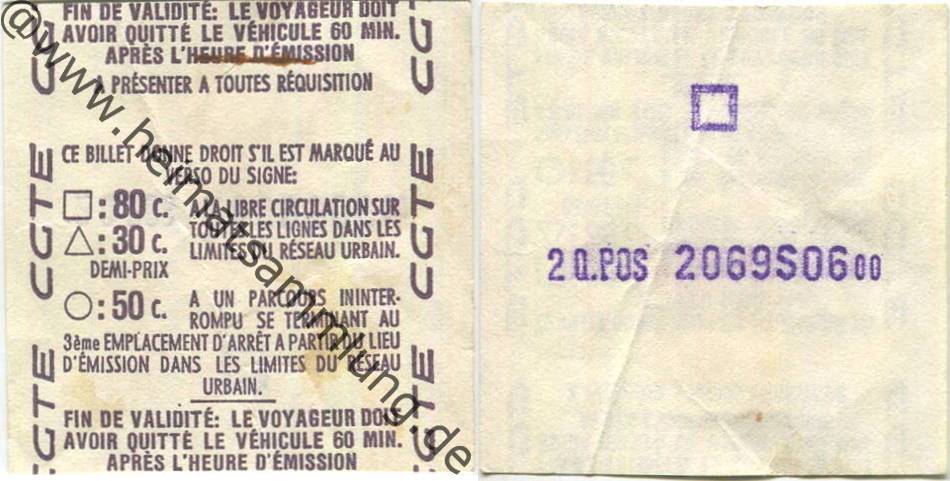 FIN DE VALIDITÉ: LE VOYAGEUR DOIT
AVOIR QUITTÉ LE VÉHICULE 60 MIN.
APRÈS L'HEURE D'ÉMISSION
A PRÉSENTER A TOUTES RÉQUISITION
CE BILLET DONNE DROIT S'IL EST MARQUÉ AU
VERSO DU SIGNE:
□: 80 C. A LA LIBRE CIRCULATION SUR
△: 30 C. TOUTES LES LIGNES DANS LES
DEMI-PRIX LIMITES DU RÉSEAU URBAIN.
○: 50 C. A UN PARCOURS ININTER-
ROMPU SE TERMINANT AU
3ème EMPLACEMENT D'ARRÊT A PARTIR DU LIEU
D'ÉMISSION DANS LES LIMITES DU RÉSEAU
URBAIN.
FIN DE VALIDITÉ: LE VOYAGEUR DOIT
AVOIR QUITTÉ LE VÉHICULE 60 MIN.
APRÈS L'HEURE D'ÉMISSION
CGTE
CGTE
CGTE
CGTE
CGTE
CGTE
@www.heimatsammlung.de
2 Q.POS 2069S0600